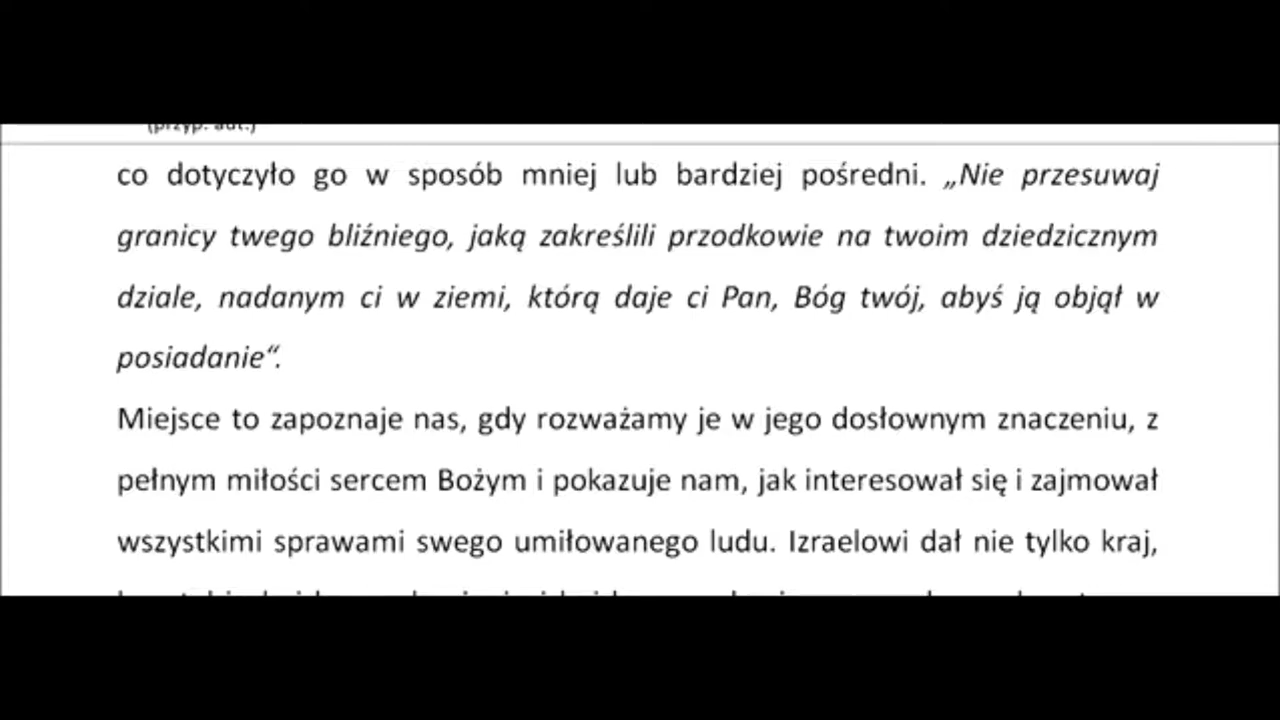 (przyp. aut.)
co dotyczyło go w sposób mniej lub bardziej pośredni. „Nie przesuwaj
granicy twego bliźniego, jaką zakreślili przodkowie na twoim dziedzicznym
dziale, nadanym ci w ziemi, którą daje ci Pan, Bóg twój, abyś ją objął w
posiadanie“.
Miejsce to zapoznaje nas, gdy rozważamy je w jego dosłownym znaczeniu, z
pełnym miłości sercem Bożym i pokazuje nam, jak interesował się i zajmował
wszystkimi sprawami swego umiłowanego ludu. Izraelowi dał nie tylko kraj,